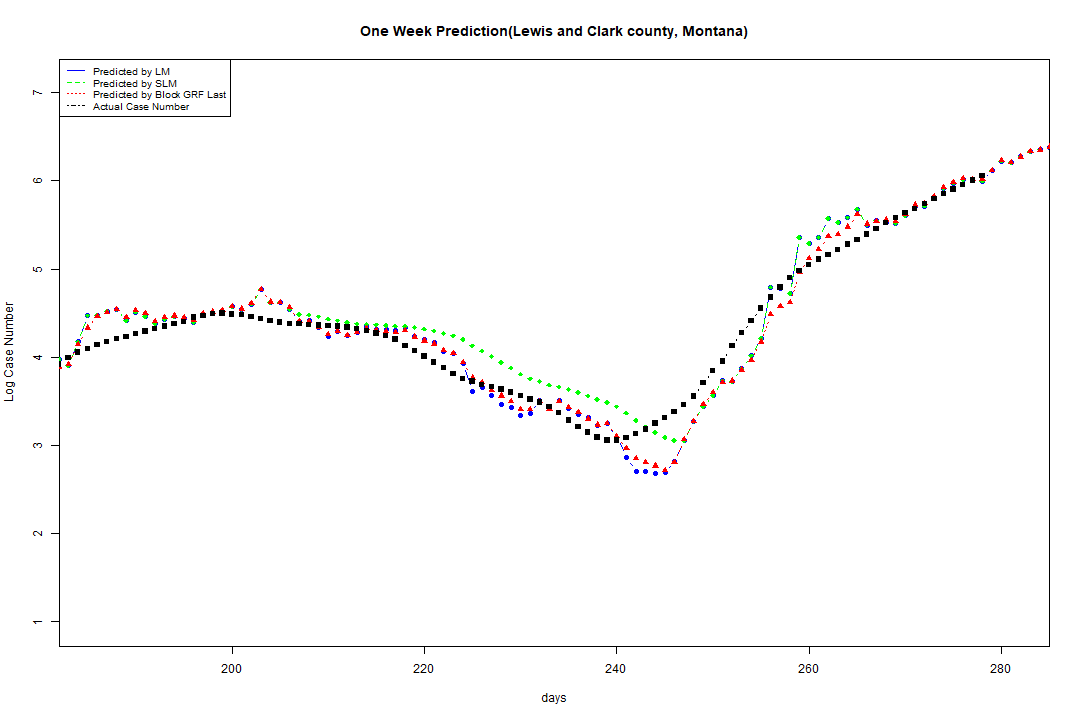 One Week Prediction(Lewis and Clark county, Montana)
Predicted by LM
Predicted by SLM
Predicted by Block GRF Last
Actual Case Number
7
6
5
4
3
2
1
Log Case Number
200 220 240 260 280
days